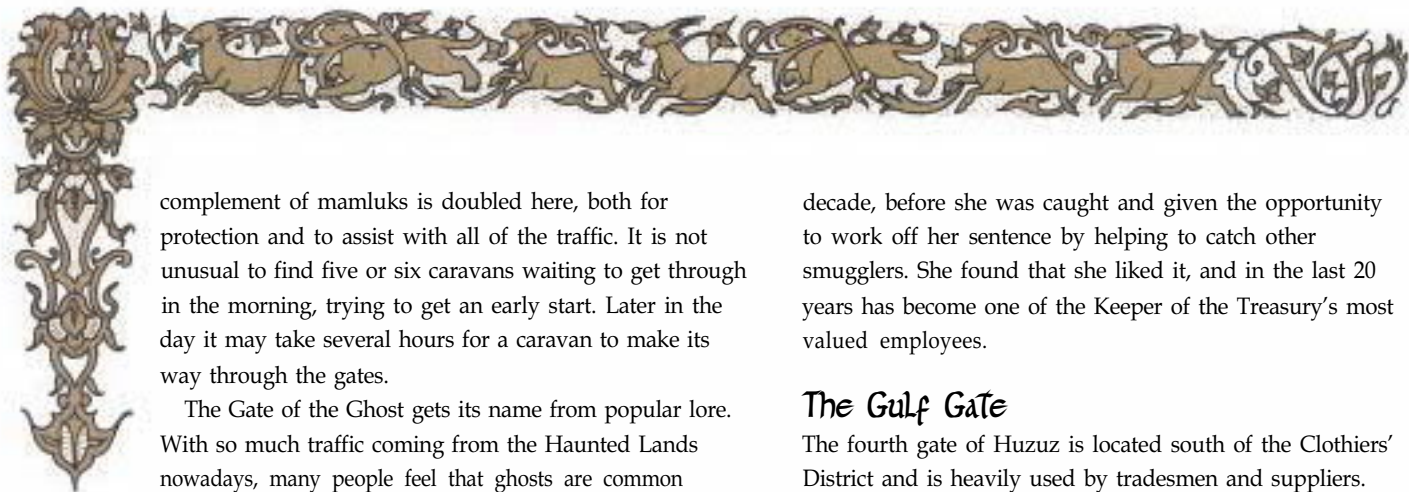 complement of mamluks is doubled here, both for
protection and to assist with all of the traffic. It is not
unusual to find five or six caravans waiting to get through
in the morning, trying to get an early start. Later in the
day it may take several hours for a caravan to make its
way through the gates.
The Gate of the Ghost gets its name from popular lore.
With so much traffic coming from the Haunted Lands
nowadays, many people feel that ghosts are common
decade, before she was caught and given the opportunity
to work off her sentence by helping to catch other
smugglers. She found that she liked it, and in the last 20
years has become one of the Keeper of the Treasury’s most
valued employees.
The Gulf Gate
The fourth gate of Huzuz is located south of the Clothiers’
District and is heavily used by tradesmen and suppliers.